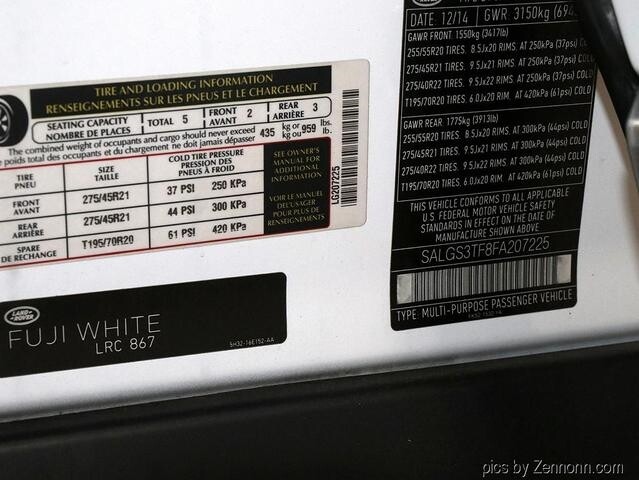 TIRE AND LOADING INFORMATION
RENSEIGNEMENTS SUR LES PNEUS ET LE CHARGEMENT
SEATING CAPACITY
NOMBRE DE PLACES
TOTAL 5
FRONT
AVANT 2
REAR
ARRIÈRE 3
The combined weight of occupants and cargo should never exceed
poids total des occupants et du chargement ne doit jamais dépasser
435 kg or
kg ou 959 lbs.
lb.
TIRE
PNEU
SIZE
TAILLE
COLD TIRE PRESSURE
PRESSION DES
PNEUS À FROID
FRONT
AVANT
275/45R21
37 PSI 250 KPa
REAR
ARRIÈRE
275/45R21
44 PSI 300 KPa
SPARE
DE RECHANGE
T195/70R20
61 PSI 420 KPa
SEE OWNER'S
MANUAL FOR
ADDITIONAL
INFORMATION
VOIR LE MANUEL
DE L'USAGER
POUR PLUS DE
RENSEIGNEMENTS
LG207225
LAND-
ROVER
FUJI WHITE
LRC 867
5H32-16E152-AA
DATE: 12/14 GWR 3150kg
GAWR FRONT. 1550kg (3417lb)
255/55R20 TIRES. 8.5Jx20 RIMS. AT 250kPa (37psi) COLD
275/45R21 TIRES. 9.5Jx21 RIMS. AT 250kPa (37psi) COLD
275/40R22 TIRES. 9.5Jx22 RIMS. AT 250kPa (37psi) COLD
T195/70R20 TIRES. 6.0Jx20 RIM. AT 420kPa (61psi) COLD
GAWR REAR. 1775kg (3913lb)
255/55R20 TIRES. 8.5Jx20 RIMS. AT 300kPa (44psi) COLD
275/45R21 TIRES. 9.5Jx21 RIMS. AT 300kPa (44psi) COLD
275/40R22 TIRES. 9.5Jx22 RIMS. AT 300kPa (44psi) COLD
T195/70R20 TIRES. 6.0Jx20 RIM. AT 420kPa (61psi) COLD
THIS VEHICLE CONFORMS TO ALL APPLICABLE
U.S. FEDERAL MOTOR VEHICLE SAFETY
STANDARDS IN EFFECT ON THE DATE OF
MANUFACTURE SHOWN ABOVE.
SALGS3TF8FA207225
TYPE: MULTI-PURPOSE PASSENGER VEHICLE
pics by Zennonn.com